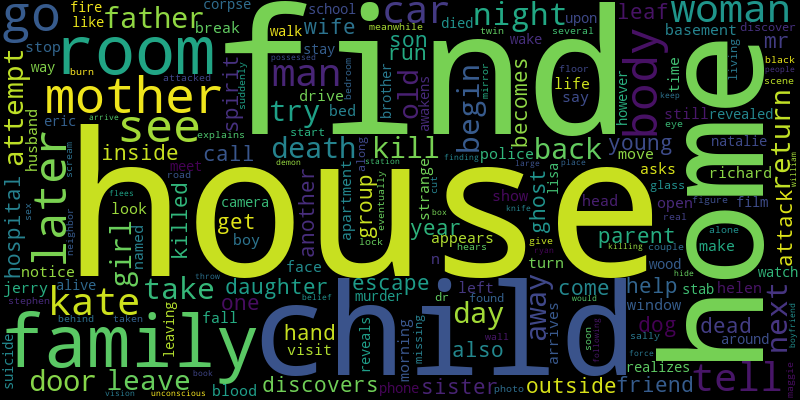 fire
like
father
corpse
break
school
died
upon
go
car
night
leaf
woman
walk
meanwhile
twin
several
stop
way
burn
room
find
wife
stay
son
run
wake
basement
discover
mr
attempt
mother
attacked
suddenly
spirit
man
possessed
bedroom
mirror
old
drive
brother
bed
awakens
begin
floor
life
say
becomes
however
body
time
living
black
people
scene
husband
eric
see
explains
try
start
death
demon
kill
along
station
finding
back
large
place
young
still
eye
revealed
keep
natalie
return
inside
call
arrive
scream
later
hospital
sex
flees
meet
road
another
apartment
eventually
group
lock
police
strange
lisa
cut
move
asks
richard
glass
william
house
home
look
camera
get
boy
girl
named
killed
year
box
appears
hears
show
knife
ghost
give
ryan
head
killing
parent
turn
open
real
figure
couple
film
alone
make
attack
notice
neighbor
face
n
wood
hide
watch
jerry
alive
throw
daughter
escape
left
dr
found
would
away
come
help
stab
helen
next
stephen
kate
take
belief
murder
window
boyfriend
behind
taken
leaving
one
fall
hand
visit
reveals
morning
missing
day
wall
also
arrives
soon
following
dog
sally
force
dead
around
suicide
family
child
realizes
door
leave
book
blood
discovers
phone
sister
photo
outside
friend
tell
maggie
vision
unconscious